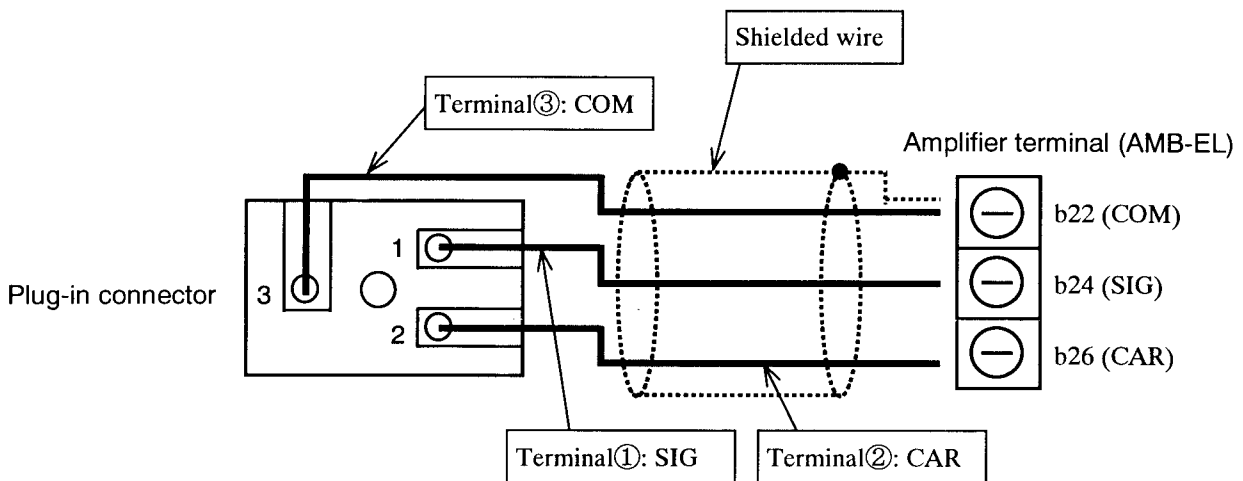 Shielded wire
Terminal③: COM
Amplifier terminal (AMB-EL)
b22 (COM)
1
b24 (SIG)
Plug-in connector
3
2
b26 (CAR)
Terminal①: SIG
Terminal②: CAR